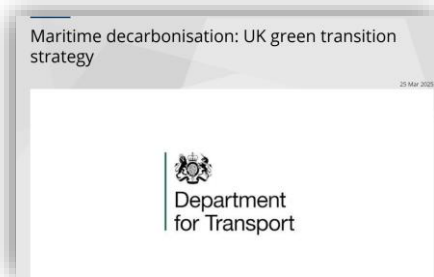 Maritime decarbonisation: UK green transition
strategy
25 Mar 2025
Department
for Transport